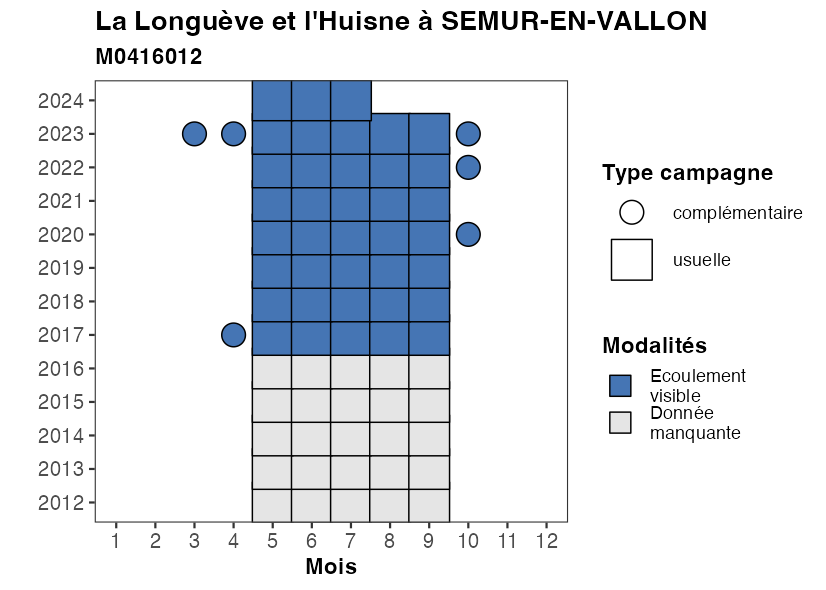 La Longuève et l'Huisne à SEMUR-EN-VALLON
M0416012
2024
2023
2022
2021
2020
2019
2018
2017
2016
2015
2014
2013
2012
1 2 3 4 5 6 7 8 9 10 11 12
Mois
Type campagne
complémentaire
usuelle
Modalités
Ecoulement
visible
Donnée
manquante